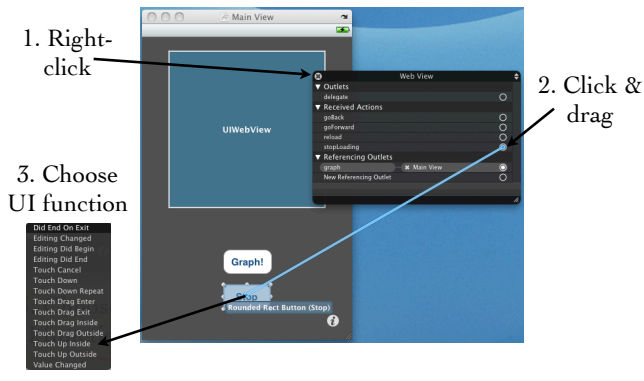 Main View
1. Right-
click
Web View
Outlets
delegate
Received Actions
goBack
goForward
reload
stopLoading
Referencing Outlets
graph
Main View
New Referencing Outlet
2. Click &
drag
UIWebView
3. Choose
UI function
Did End On Exit
Editing Changed
Editing Did Begin
Editing Did End
Touch Cancel
Touch Down
Touch Down Repeat
Touch Drag Enter
Touch Drag Exit
Touch Drag Inside
Touch Drag Outside
Touch Up Inside
Touch Up Outside
Value Changed
Graph!
Stop
Rounded Rect Button (Stop)